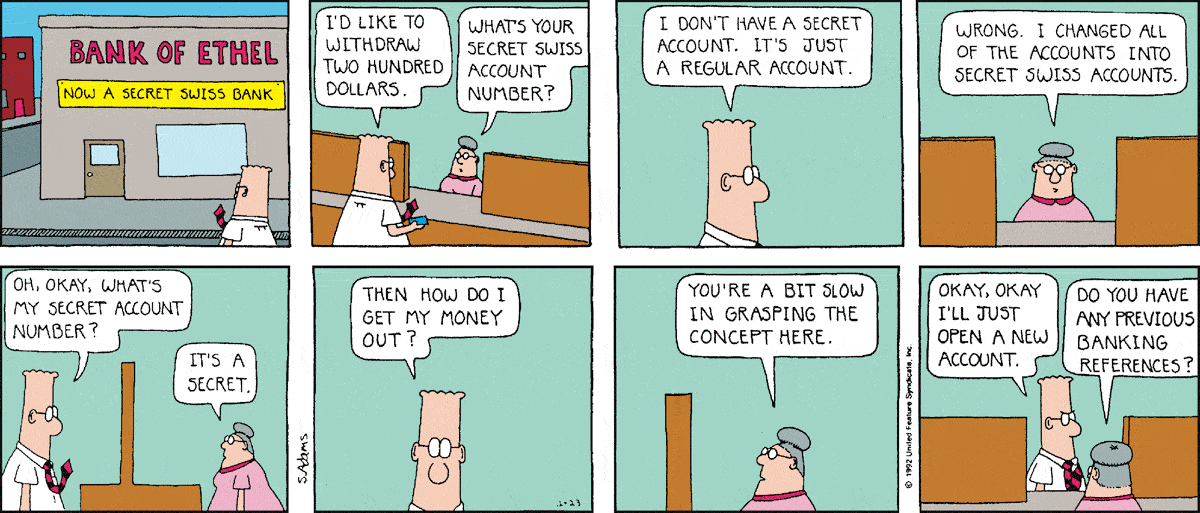 BANK OF ETHEL
"NOW A SECRET SWISS BANK"
I'D LIKE TO
WITHDRAW
TWO HUNDRED
DOLLARS.
WHAT'S YOUR
SECRET SWISS
ACCOUNT
NUMBER?
I DON'T HAVE A SECRET
ACCOUNT. IT'S JUST
A REGULAR ACCOUNT.
WRONG. I CHANGED ALL
OF THE ACCOUNTS INTO
SECRET SWISS ACCOUNTS.
OH, OKAY, WHAT'S
MY SECRET ACCOUNT
NUMBER?
IT'S A
SECRET.
S.Adams
THEN HOW DO I
GET MY MONEY
OUT?
2-23
YOU'RE A BIT SLOW
IN GRASPING THE
CONCEPT HERE.
© 1992 United Feature Syndicate, Inc.
OKAY, OKAY
I'LL JUST
OPEN A NEW
ACCOUNT.
DO YOU HAVE
ANY PREVIOUS
BANKING
REFERENCES?